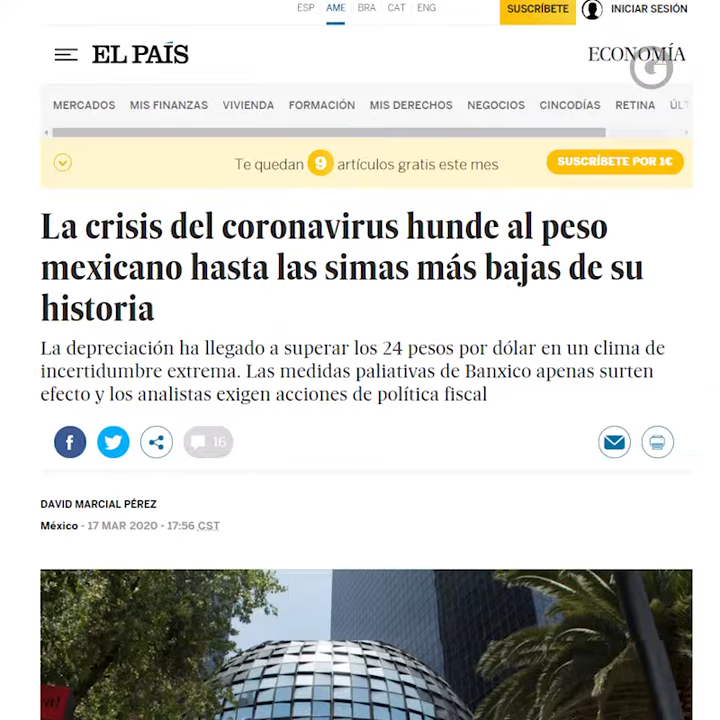 ESP AME BRA CAT ENG
SUSCRÍBETE
INICIAR SESIÓN
EL PAÍS
ECONOMÍA
MERCADOS MIS FINANZAS VIVIENDA FORMACIÓN MIS DERECHOS NEGOCIOS CINCODÍAS RETINA
Te quedan 9 artículos gratis este mes
SUSCRÍBETE POR 1€
La crisis del coronavirus hunde al peso
mexicano hasta las simas más bajas de su
historia
La depreciación ha llegado a superar los 24 pesos por dólar en un clima de
incertidumbre extrema. Las medidas paliativas de Banxico apenas surten
efecto y los analistas exigen acciones de política fiscal
16
DAVID MARCIAL PÉREZ
México - 17 MAR 2020 - 17:56 CST